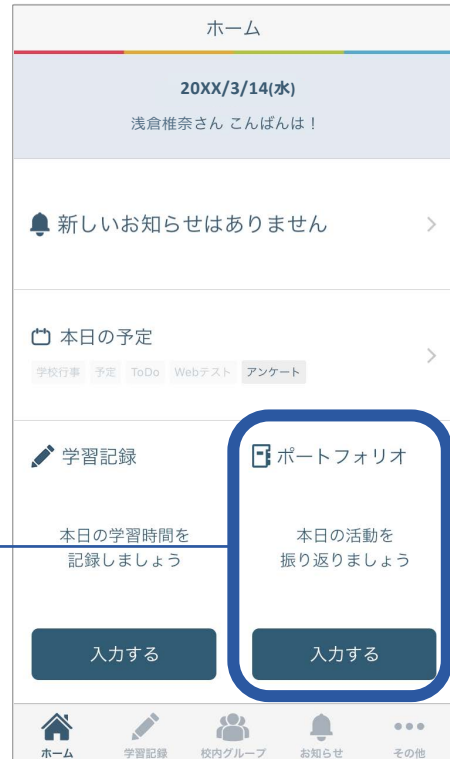 ホーム
20XX/3/14(水)
浅倉椎奈さん こんばんは！
新しいお知らせはありません
本日の予定
学校行事 予定 ToDo Webテスト アンケート
学習記録
本日の学習時間を
記録しましょう
入力する
ポートフォリオ
本日の活動を
振り返りましょう
入力する
ホーム 学習記録 校内グループ お知らせ その他